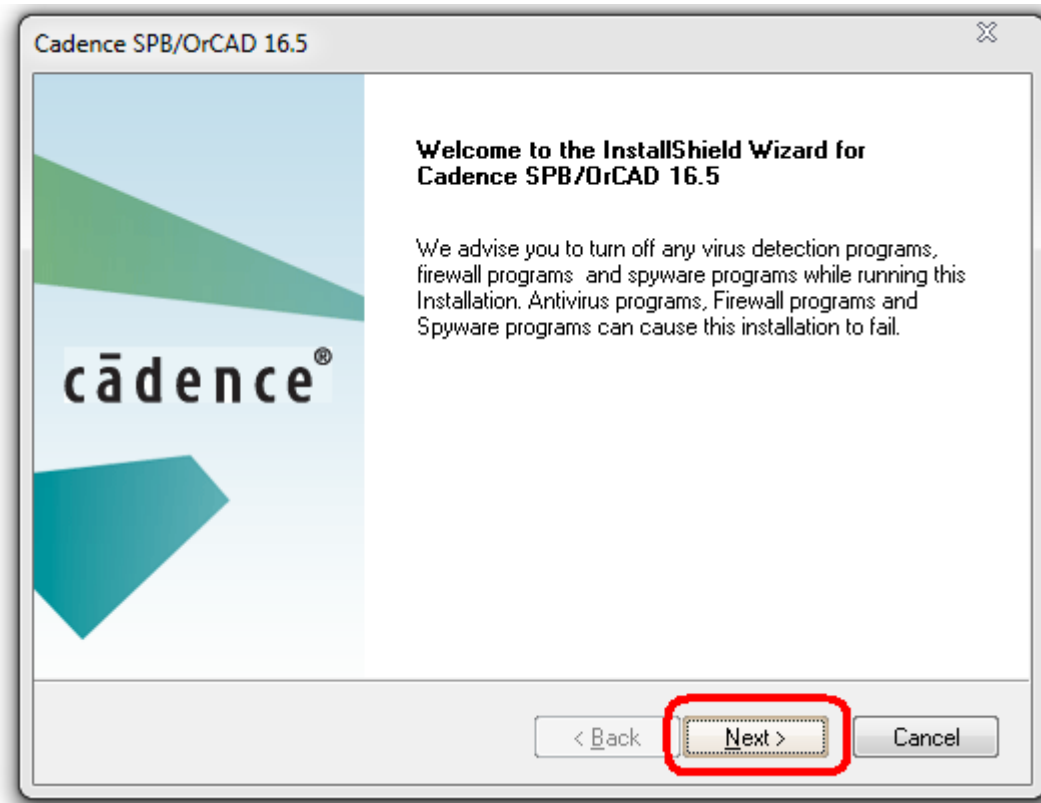 Cadence SPB/OrCAD 16.5
Welcome to the InstallShield Wizard for
Cadence SPB/OrCAD 16.5
We advise you to turn off any virus detection programs,
firewall programs  and spyware programs while running this
Installation. Antivirus programs, Firewall programs and
Spyware programs can cause this installation to fail.
cādence®
< Back
Next >
Cancel